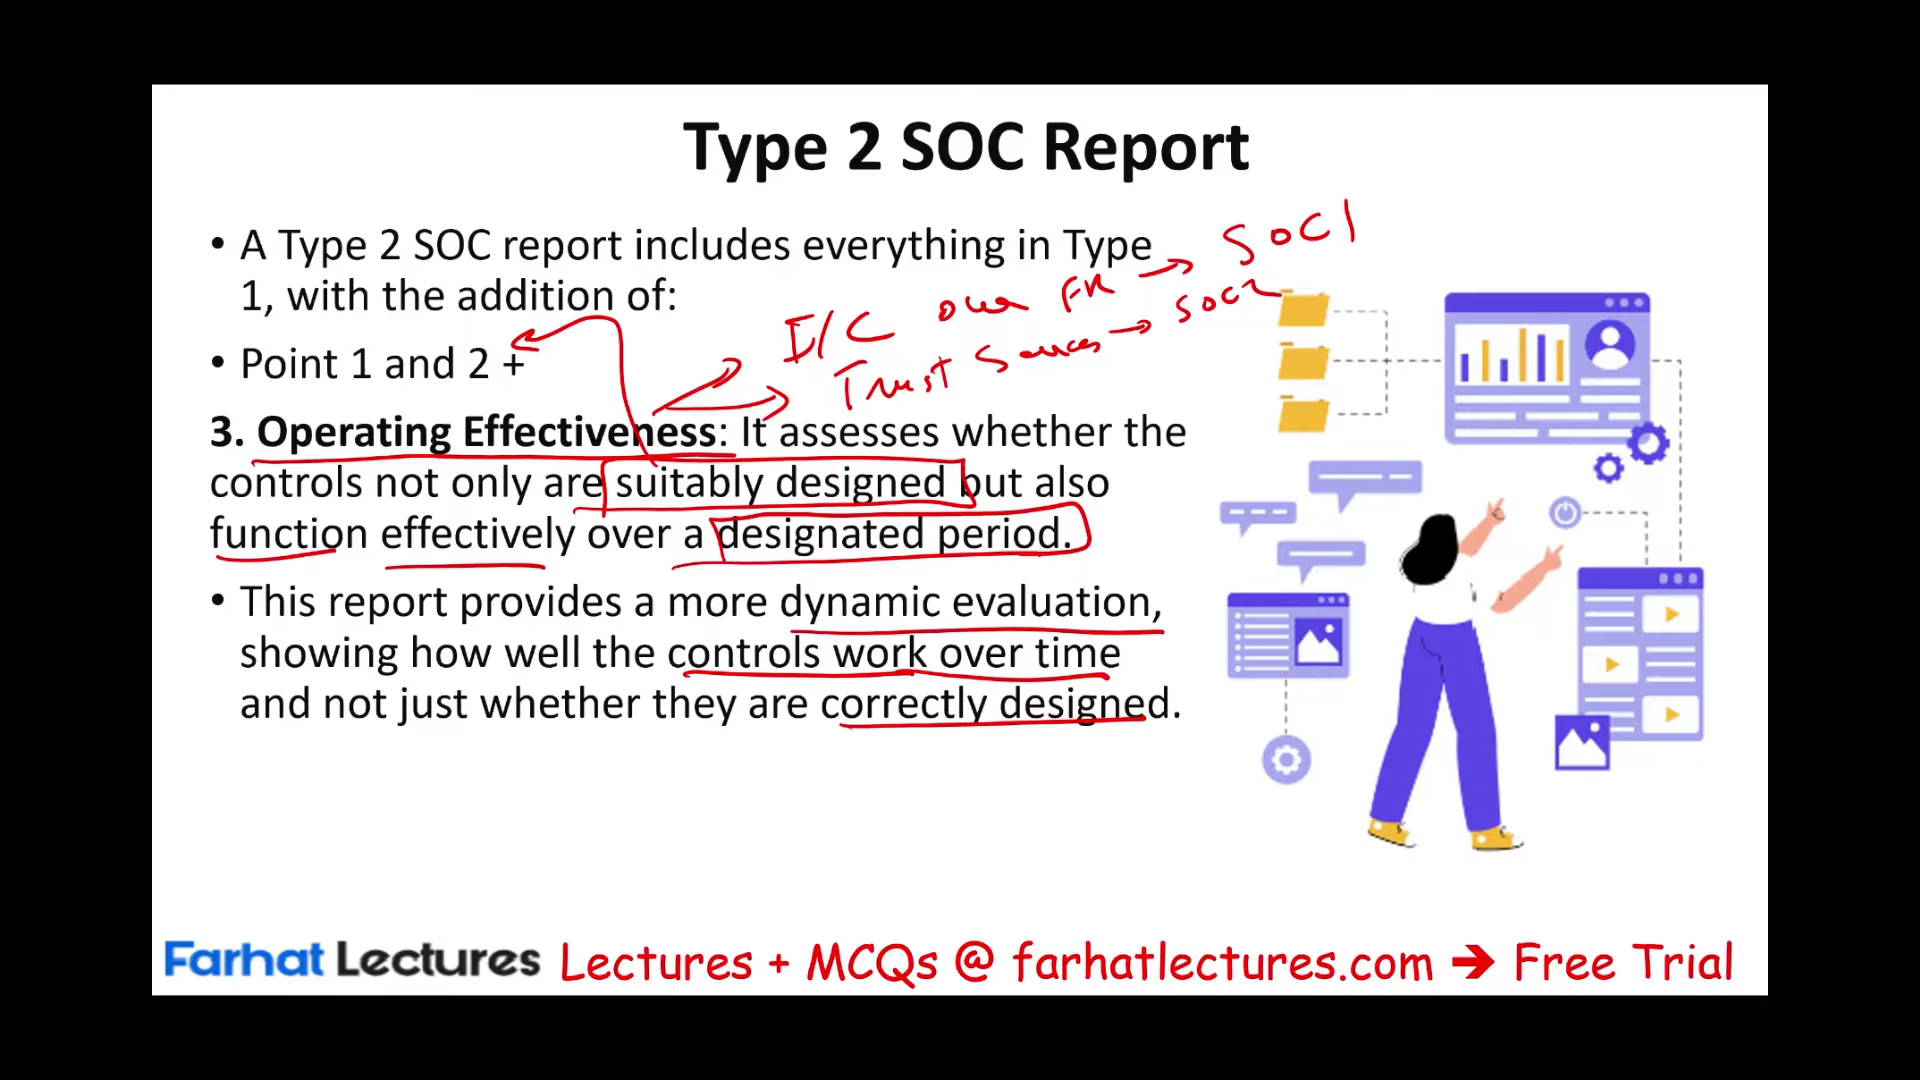 Type 2 SOC Report
• A Type 2 SOC report includes everything in Type
1, with the addition of:
• Point 1 and 2 +
I/C over FR → SOC1
Trust Services → SOC2
3. Operating Effectiveness: It assesses whether the
controls not only are suitably designed but also
function effectively over a designated period.
• This report provides a more dynamic evaluation,
showing how well the controls work over time
and not just whether they are correctly designed.
Farhat Lectures Lectures + MCQs @ farhatlectures.com → Free Trial